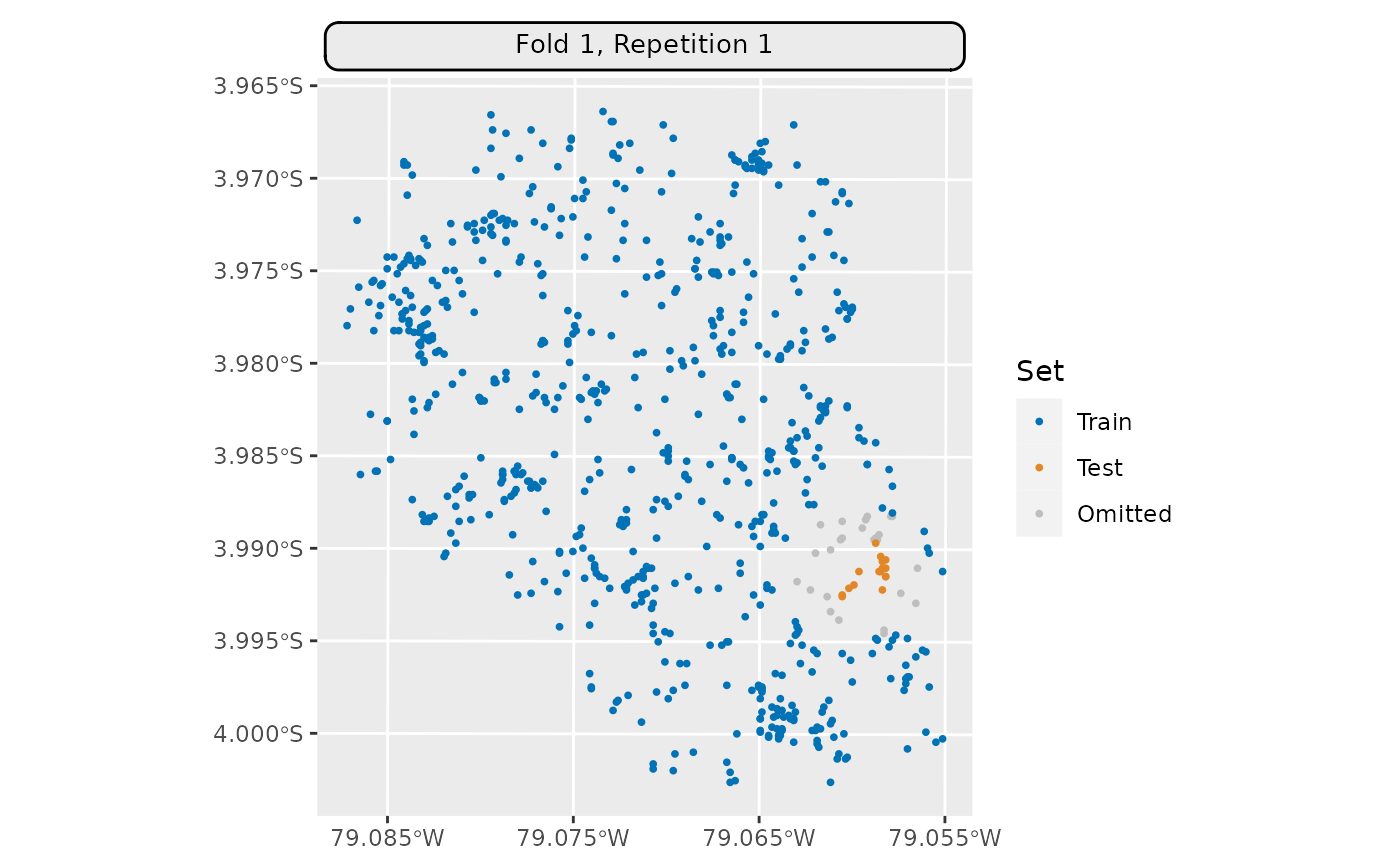 Fold 1, Repetition 1
3.965°S
3.970°S
3.975°S
3.980°S
3.985°S
3.990°S
3.995°S
4.000°S
79.085°W 79.075°W 79.065°W 79.055°W
Set
Train
Test
Omitted